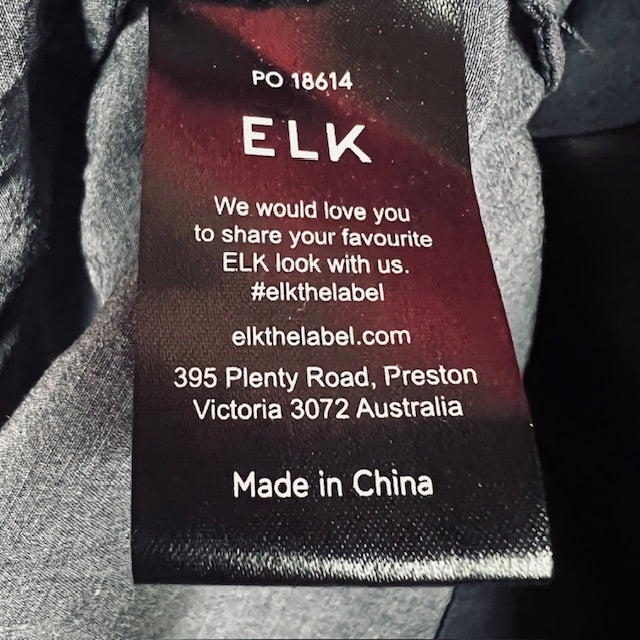 PO 18614
ELK
We would love you
to share your favourite
ELK look with us.
#elkthelabel
elkthelabel.com
395 Plenty Road, Preston
Victoria 3072 Australia
Made in China